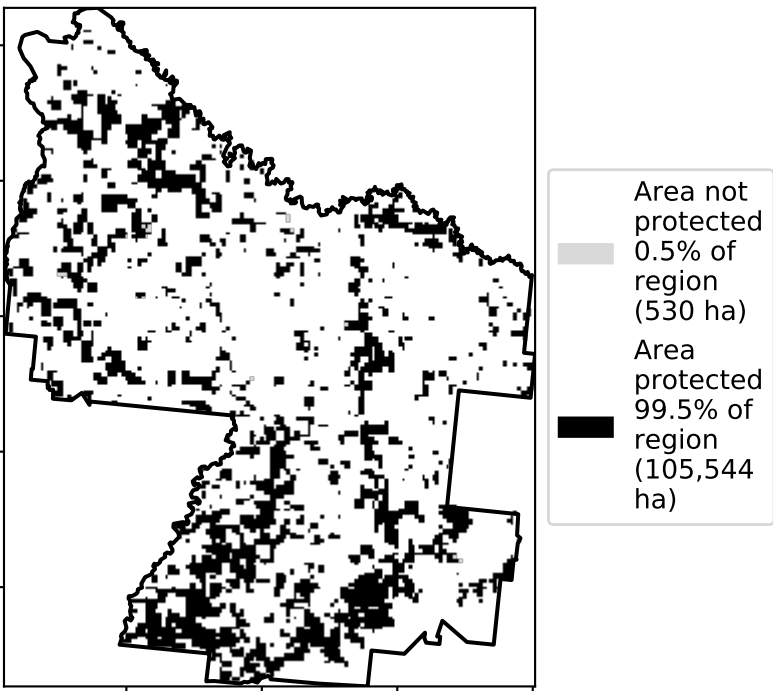 Area not
protected
0.5% of
region
(530 ha)
Area
protected
99.5% of
region
(105,544
ha)